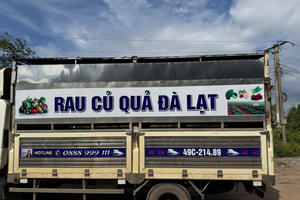 RAU CỦ QUẢ ĐÀ LẠT
HOTLINE 0888 999 111
49C-214.89